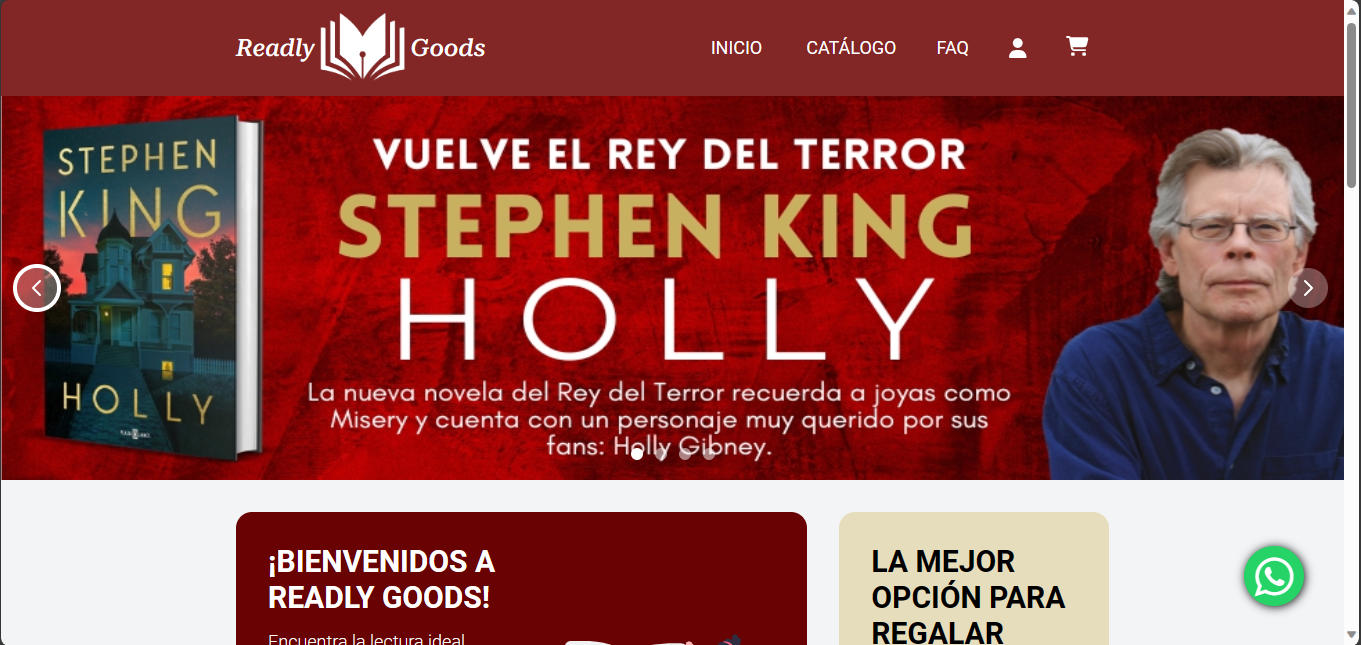 Readly Goods
INICIO
CATÁLOGO
FAQ
STEPHEN
KING
HOLLY
VUELVE EL REY DEL TERROR
STEPHEN KING
HOLLY
La nueva novela del Rey del Terror recuerda a joyas como
Misery y cuenta con un personaje muy querido por sus
fans: Holly Gibney.
¡BIENVENIDOS A
READLY GOODS!
Encuentra la lectura ideal
LA MEJOR
OPCIÓN PARA
REGALAR